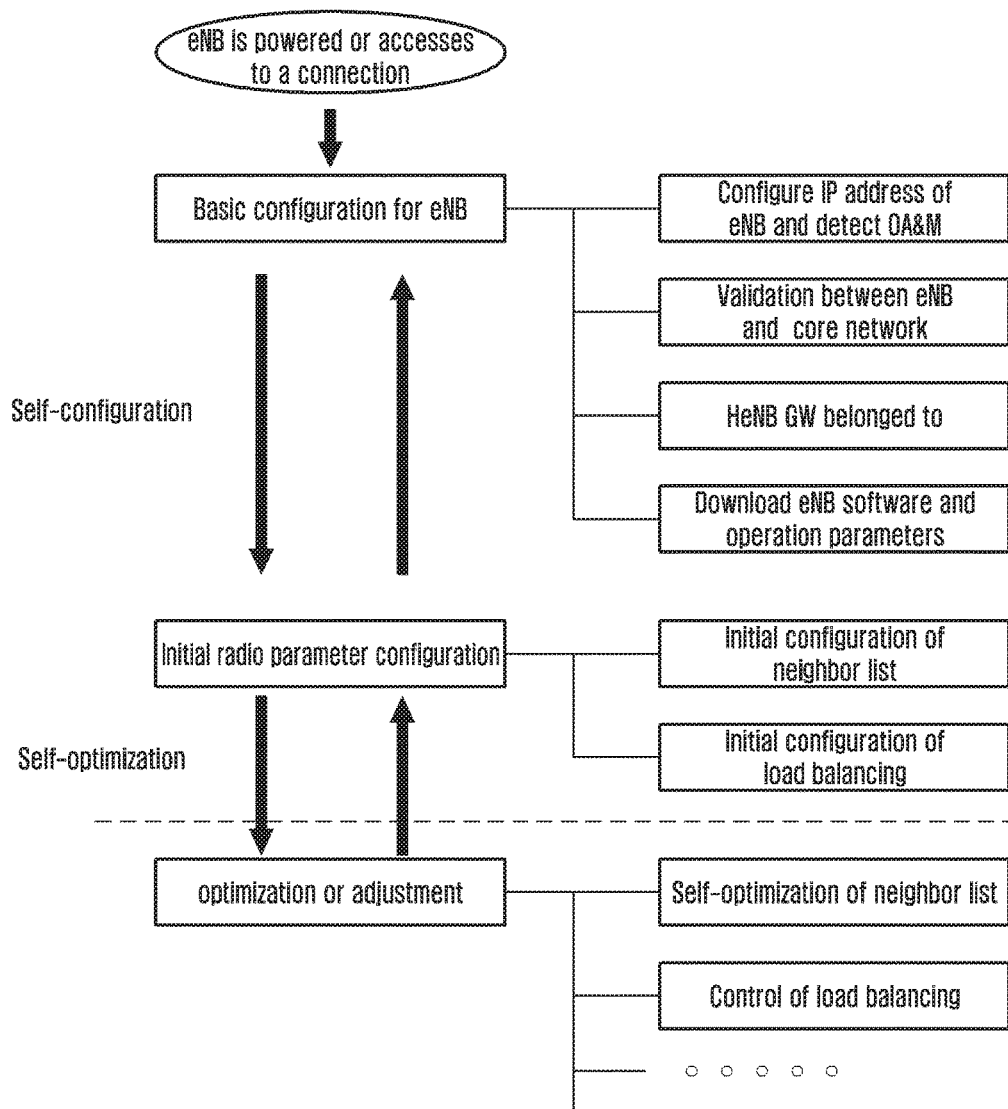 eNB is powered or accesses
to a connection
Basic configuration for eNB
Configure IP address of
eNB and detect OA&M
Validation between eNB
and core network
Self-configuration
HeNB GW belonged to
Download eNB software and
operation parameters
Initial radio parameter configuration
Initial configuration of
neighbor list
Self-optimization
Initial configuration of
load balancing
optimization or adjustment
Self-optimization of neighbor list
Control of load balancing